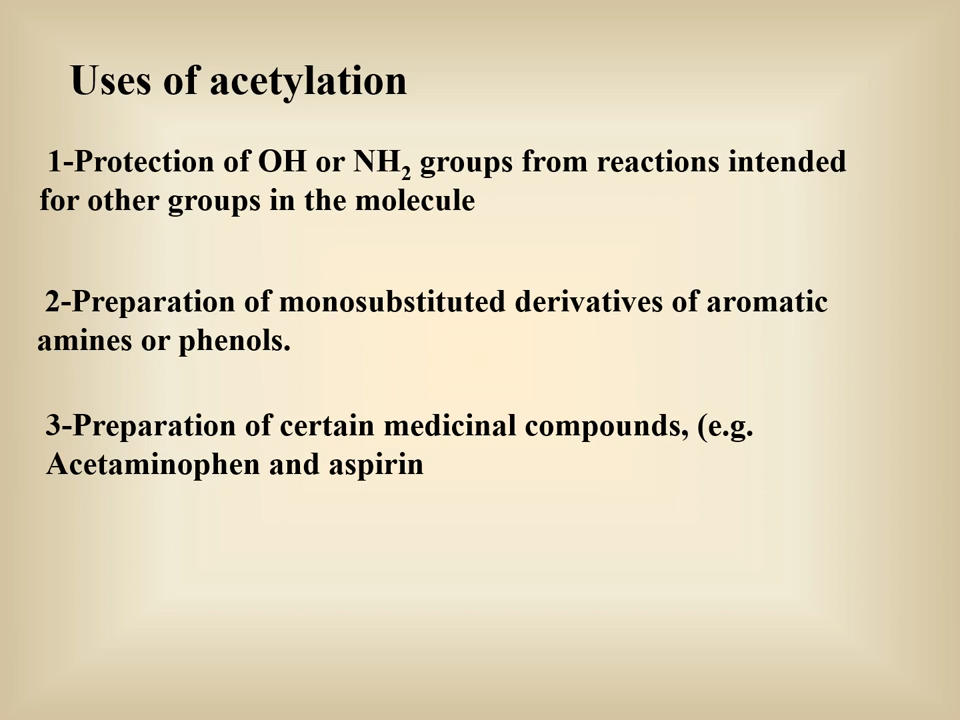 Uses of acetylation
1-Protection of OH or NH₂ groups from reactions intended
for other groups in the molecule
2-Preparation of monosubstituted derivatives of aromatic
amines or phenols.
3-Preparation of certain medicinal compounds, (e.g.
Acetaminophen and aspirin